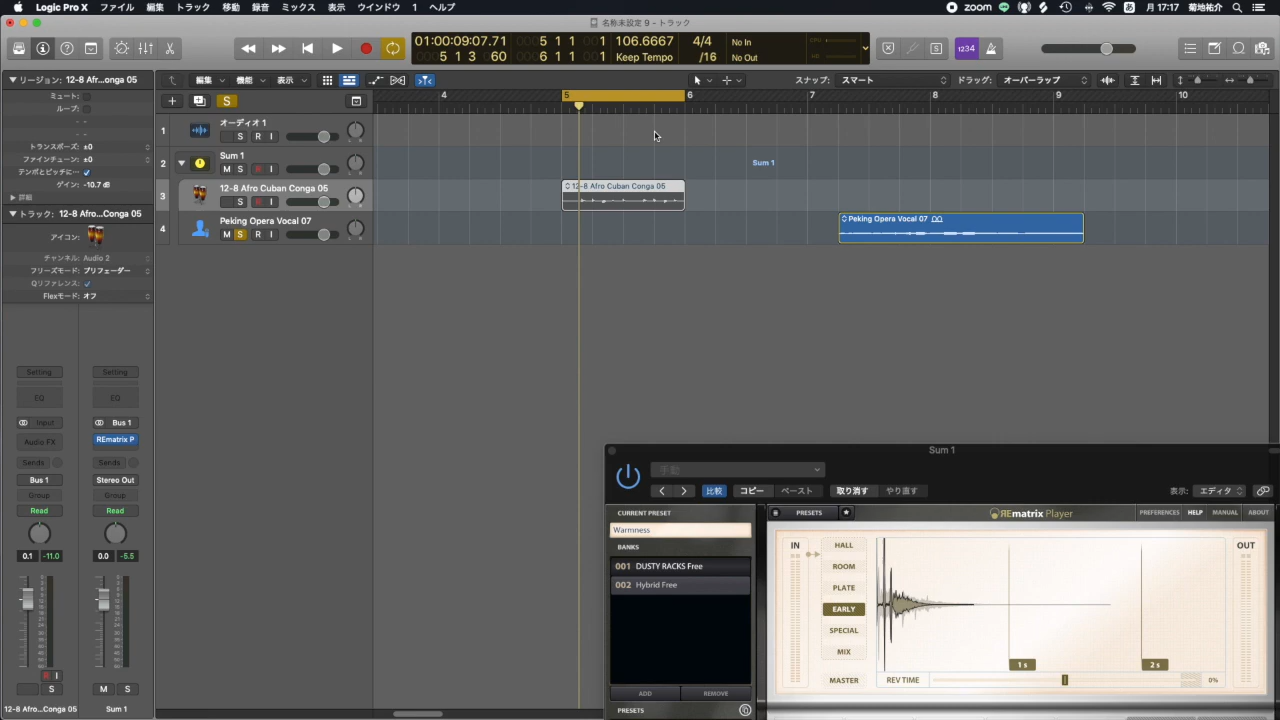 Logic Pro X ファイル 編集 トラック 移動 録音 ミックス 表示 ウインドウ 1 ヘルプ
zoom あ 月 17:17 菊地祐介
名称未設定 9 - トラック
01:00:09:07.71 5 1 1 1 106.6667 4/4 No In
5 1 3 60 6 1 1 1 Keep Tempo /16 No Out
CPU
HD
1234
リージョン: 12-8 Afr...onga 05
編集 機能 表示
スナップ: スマート ドラッグ: オーバーラップ
ミュート:
ループ:
トランスポーズ: ±0
ファインチューン: ±0
テンポとピッチに…
ゲイン: -10.7 dB
詳細
トラック: 12-8 Afro...Conga 05
アイコン:
チャンネル: Audio 2
フリーズモード: プリフェーダー
Qリファレンス:
Flexモード: オフ
S
4 5 6 7 8 9 10
1 オーディオ 1
S R I
2 Sum 1
M S R I
Sum 1
3 12-8 Afro Cuban Conga 05
M S R I
12-8 Afro Cuban Conga 05
4 Peking Opera Vocal 07
M S R I
Peking Opera Vocal 07
Setting Setting
EQ EQ
Input Bus 1
Audio FX REmatrix P
Sends Sends
Bus 1 Stereo Out
Group Group
Read Read
0.1 -11.0 0.0 -5.5
R I
M S M S
12-8 Afro...Conga 05 Sum 1
Sum 1
手動
比較 コピー ペースト 取り消す やり直す
表示: エディタ
CURRENT PRESET
Warmness
BANKS
001 DUSTY RACKS Free
002 Hybrid Free
ADD REMOVE
PRESETS
PRESETS
REmatrix Player
PREFERENCES HELP MANUAL ABOUT
IN
HALL
ROOM
PLATE
EARLY
SPECIAL
MIX
MASTER
OUT
1 s 2 s
REV TIME 0%